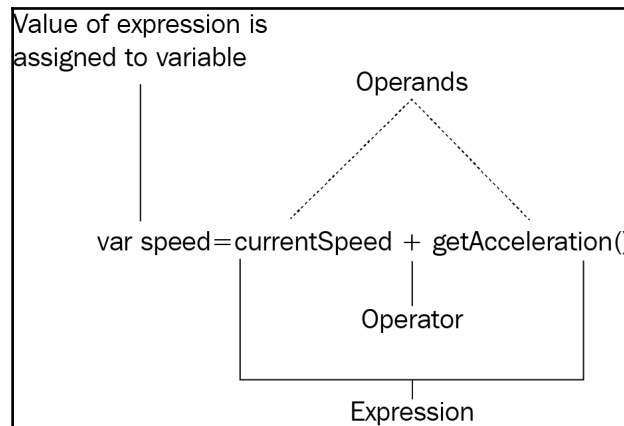 Value of expression is
assigned to variable
Operands
var speed=currentSpeed + getAcceleration()
Operator
Expression